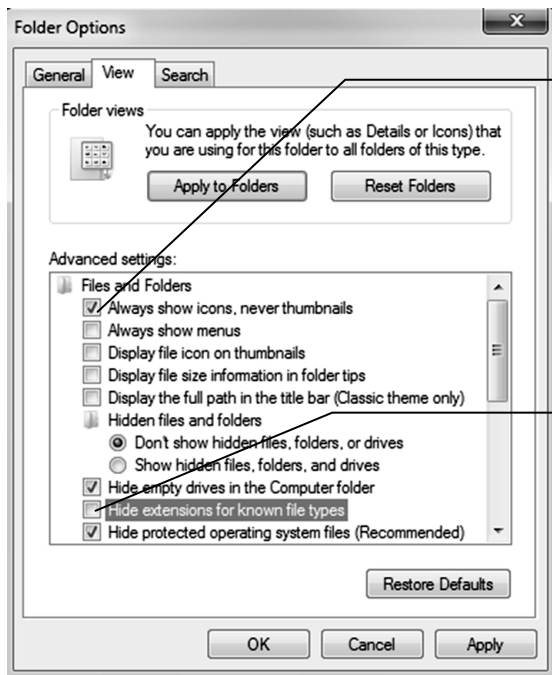 Folder Options
General View Search
Folder views
You can apply the view (such as Details or Icons) that
you are using for this folder to all folders of this type.
Apply to Folders Reset Folders
Advanced settings:
Files and Folders
Always show icons, never thumbnails
Always show menus
Display file icon on thumbnails
Display file size information in folder tips
Display the full path in the title bar (Classic theme only)
Hidden files and folders
Don't show hidden files, folders, or drives
Show hidden files, folders, and drives
Hide empty drives in the Computer folder
Hide extensions for known file types
Hide protected operating system files (Recommended)
Restore Defaults
OK Cancel Apply